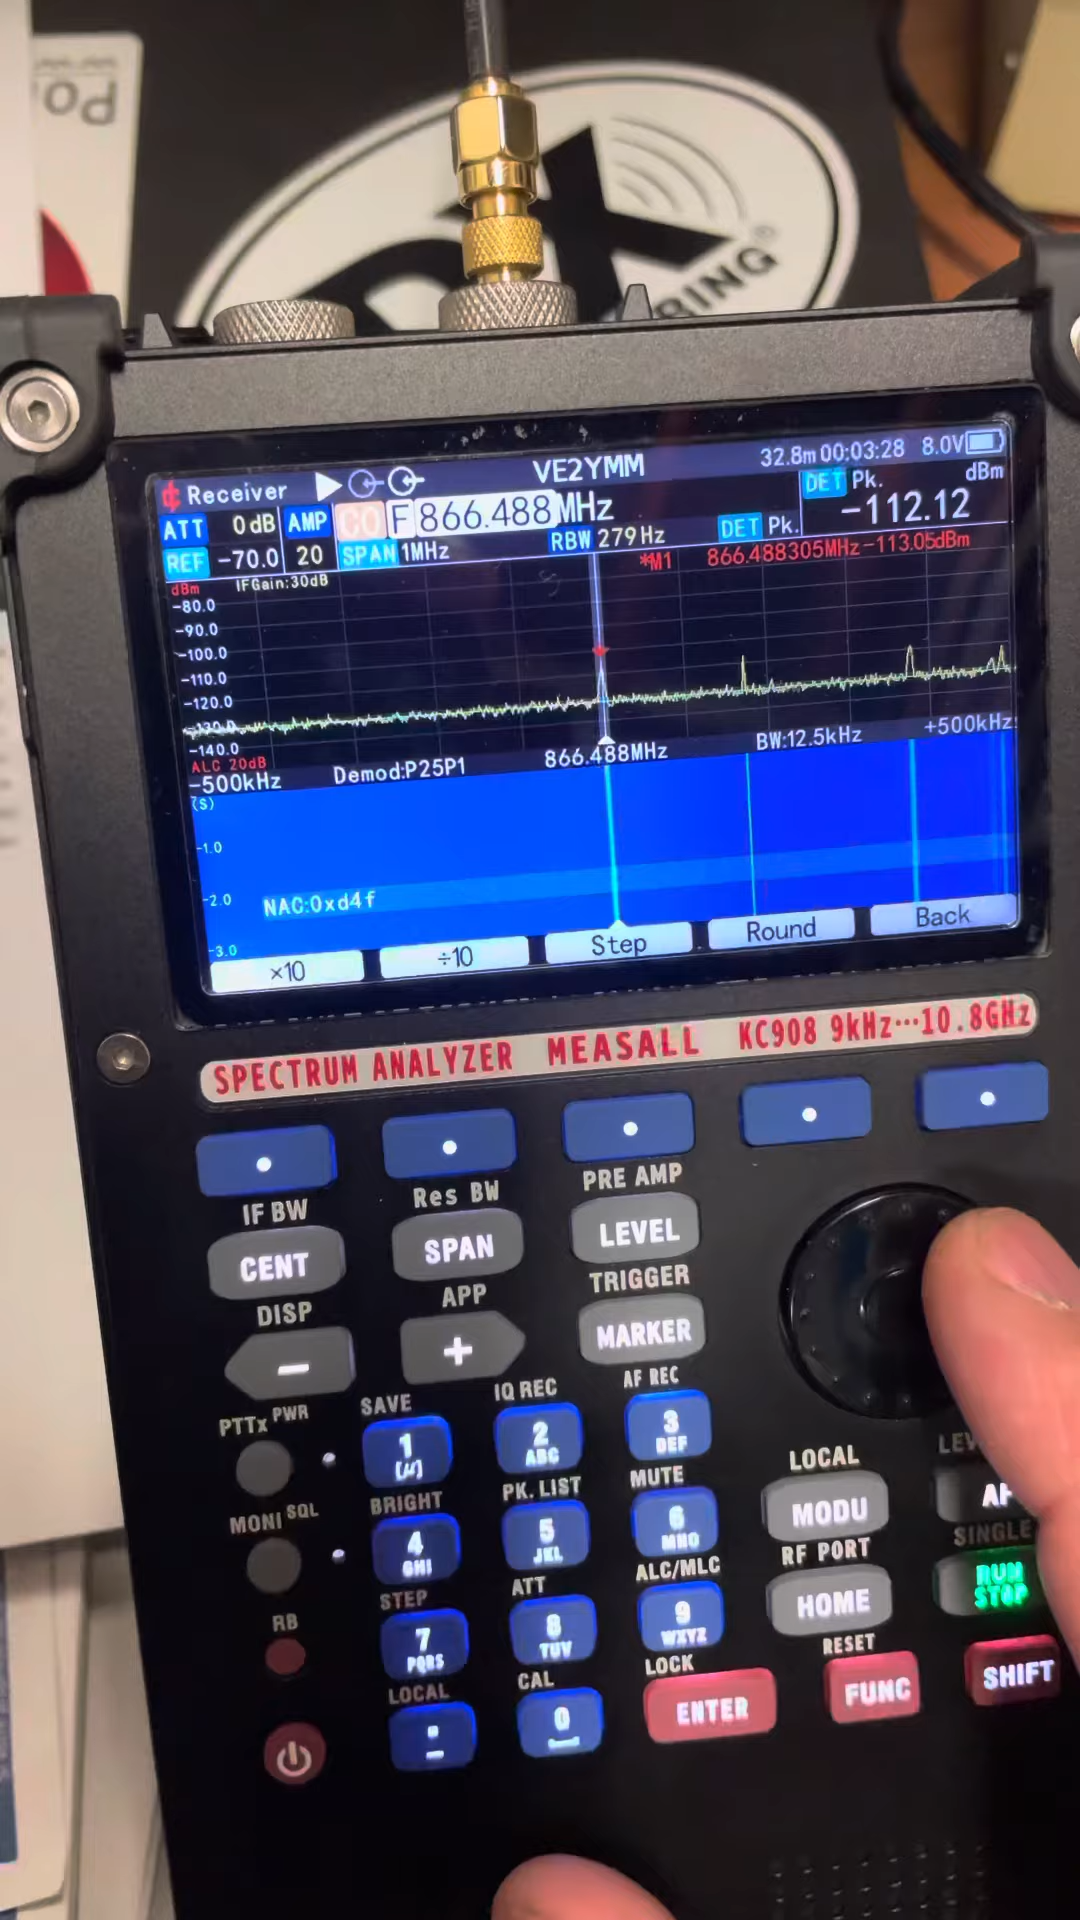 RING®
Receiver
VE2YMM
32.8m 00:03:28 8.0V
ATT 0dB AMP
F 866.488 MHz
DET Pk. dBm
-112.12
REF -70.0 20 SPAN 1MHz
RBW 279Hz
DET Pk.
dBm IFGain:30dB
*M1 866.488305MHz -113.05dBm
-80.0
-90.0
-100.0
-110.0
-120.0
-130.0
-140.0
ALC 20dB
-500kHz Demod:P25P1 866.488MHz BW:12.5kHz +500kHz
(S)
-1.0
-2.0 NAC:0xd4f
-3.0
×10 ÷10 Step Round Back
SPECTRUM ANALYZER MEASALL KC908 9kHz···10.8GHz
IF BW Res BW PRE AMP
CENT SPAN LEVEL
DISP APP TRIGGER
- + MARKER
PTTx PWR SAVE IQ REC AF REC
1 [µ] 2 ABC 3 DEF
MONI SQL BRIGHT PK. LIST MUTE LOCAL
4 GHI 5 JKL 6 MNO MODU
STEP ATT ALC/MLC RF PORT SINGLE
RB 7 PQRS 8 TUV 9 WXYZ HOME RUN STOP
LOCAL CAL LOCK RESET
0 ENTER FUNC SHIFT